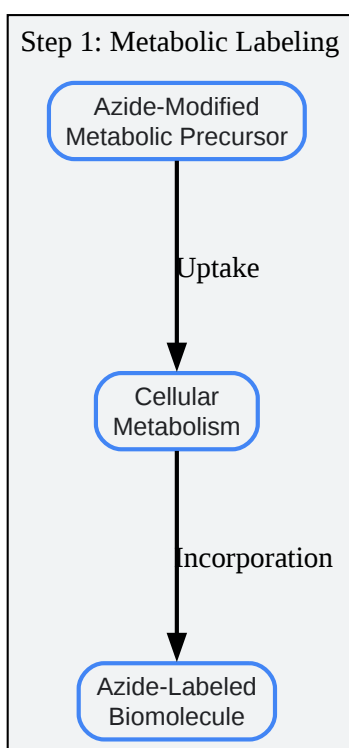 Step 1: Metabolic Labeling
Azide-Modified
Metabolic Precursor
Uptake
Cellular
Metabolism
Incorporation
Azide-Labeled
Biomolecule